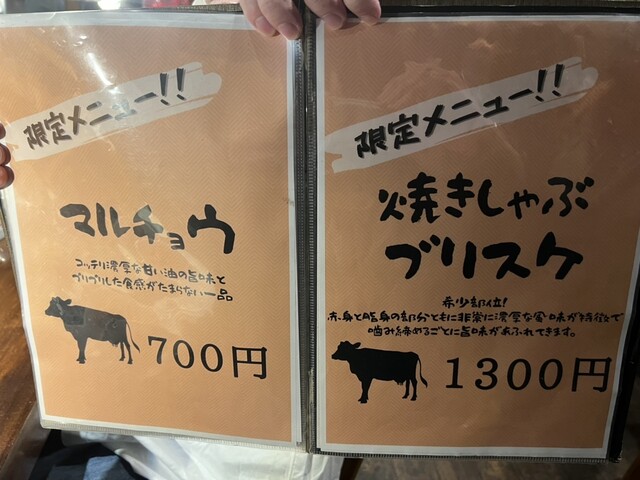 限定メニュー!!
マルチョウ
コッテリ濃厚な甘い油の旨味と
プリプリした食感がたまらない一品
700円
限定メニュー!!
焼きしゃぶ
ブリスケ
希少部位!
赤身と脂身の部分ともに非常に濃厚な風味が特徴で
噛み締めるごとに旨味があふれてきます。
1300円